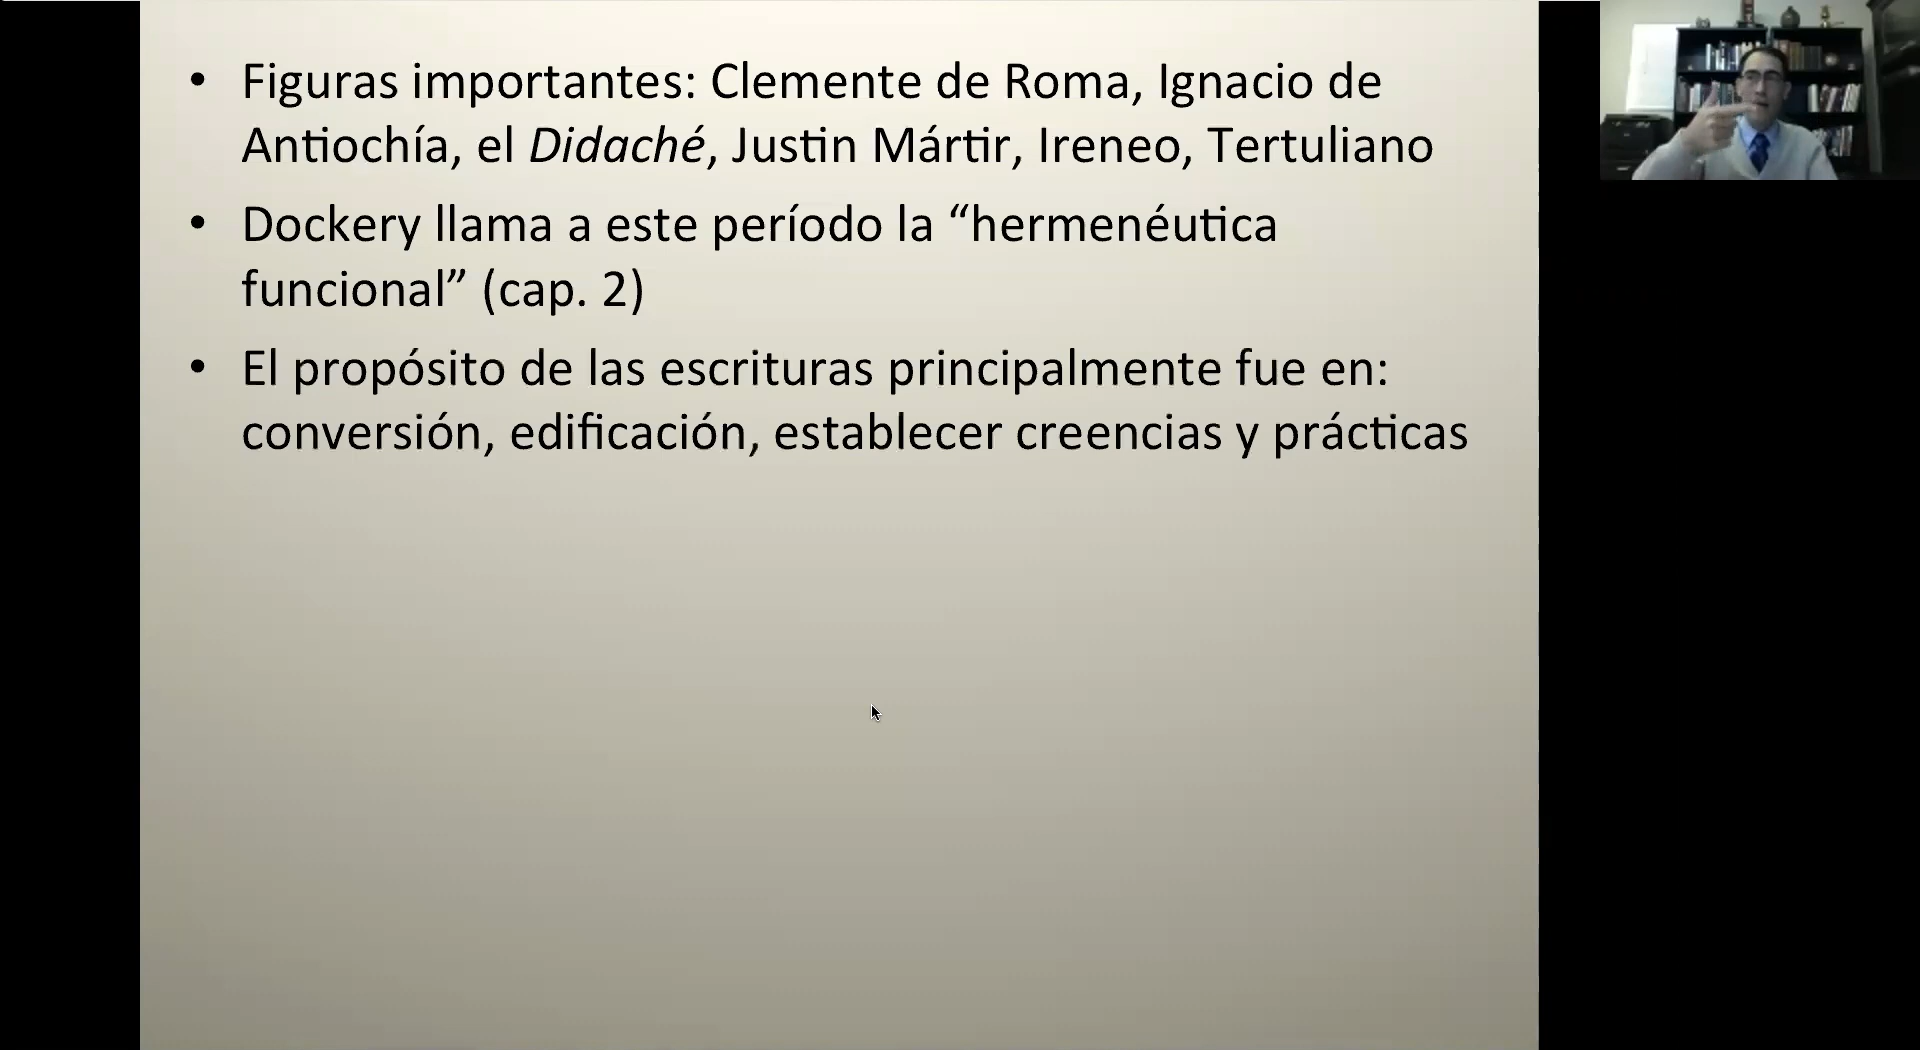 • Figuras importantes: Clemente de Roma, Ignacio de
Antiochía, el Didaché, Justin Mártir, Ireneo, Tertuliano
• Dockery llama a este período la “hermenéutica
funcional” (cap. 2)
• El propósito de las escrituras principalmente fue en:
conversión, edificación, establecer creencias y prácticas